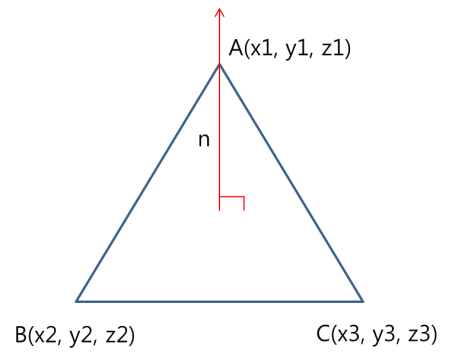 A(x1, y1, z1)
n
B(x2, y2, z2)
C(x3, y3, z3)